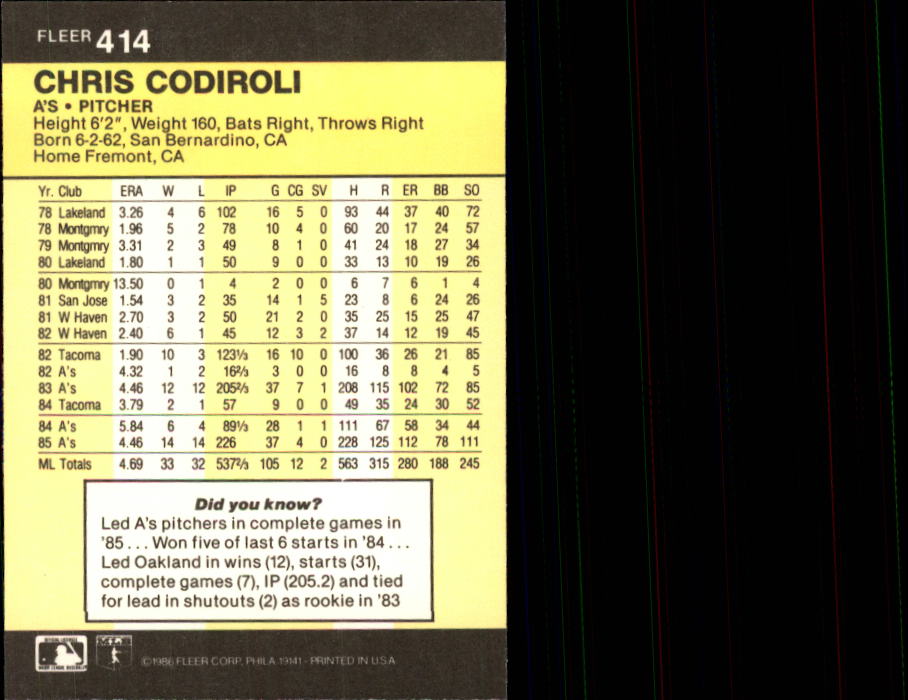 FLEER 414
CHRIS CODIROLI
A'S • PITCHER
Height 6'2", Weight 160, Bats Right, Throws Right
Born 6-2-62, San Bernardino, CA
Home Fremont, CA
Yr. Club ERA W L IP G CG SV H R ER BB SO
78 Lakeland 3.26 4 6 102 16 5 0 93 44 37 40 72
78 Montgmry 1.96 5 2 78 10 4 0 60 20 17 24 57
79 Montgmry 3.31 2 3 49 8 1 0 41 24 18 27 34
80 Lakeland 1.80 1 1 50 9 0 0 33 13 10 19 26
80 Montgmry 13.50 0 1 4 2 0 0 6 7 6 1 4
81 San Jose 1.54 3 2 35 14 1 5 23 8 6 24 26
81 W Haven 2.70 3 2 50 21 2 0 35 25 15 25 47
82 W Haven 2.40 6 1 45 12 3 2 37 14 12 19 45
82 Tacoma 1.90 10 3 123⅓ 16 10 0 100 36 26 21 85
82 A's 4.32 1 2 16⅔ 3 0 0 16 8 8 4 5
83 A's 4.46 12 12 205⅔ 37 7 1 208 115 102 72 85
84 Tacoma 3.79 2 1 57 9 0 0 49 35 24 30 52
84 A's 5.84 6 4 89⅓ 28 1 1 111 67 58 34 44
85 A's 4.46 14 14 226 37 4 0 228 125 112 78 111
ML Totals 4.69 33 32 537⅔ 105 12 2 563 315 280 188 245
Did you know?
Led A's pitchers in complete games in
'85 . . . Won five of last 6 starts in '84 . . .
Led Oakland in wins (12), starts (31),
complete games (7), IP (205.2) and tied
for lead in shutouts (2) as rookie in '83
©1986 FLEER CORP., PHILA. 19141 - PRINTED IN U.S.A.